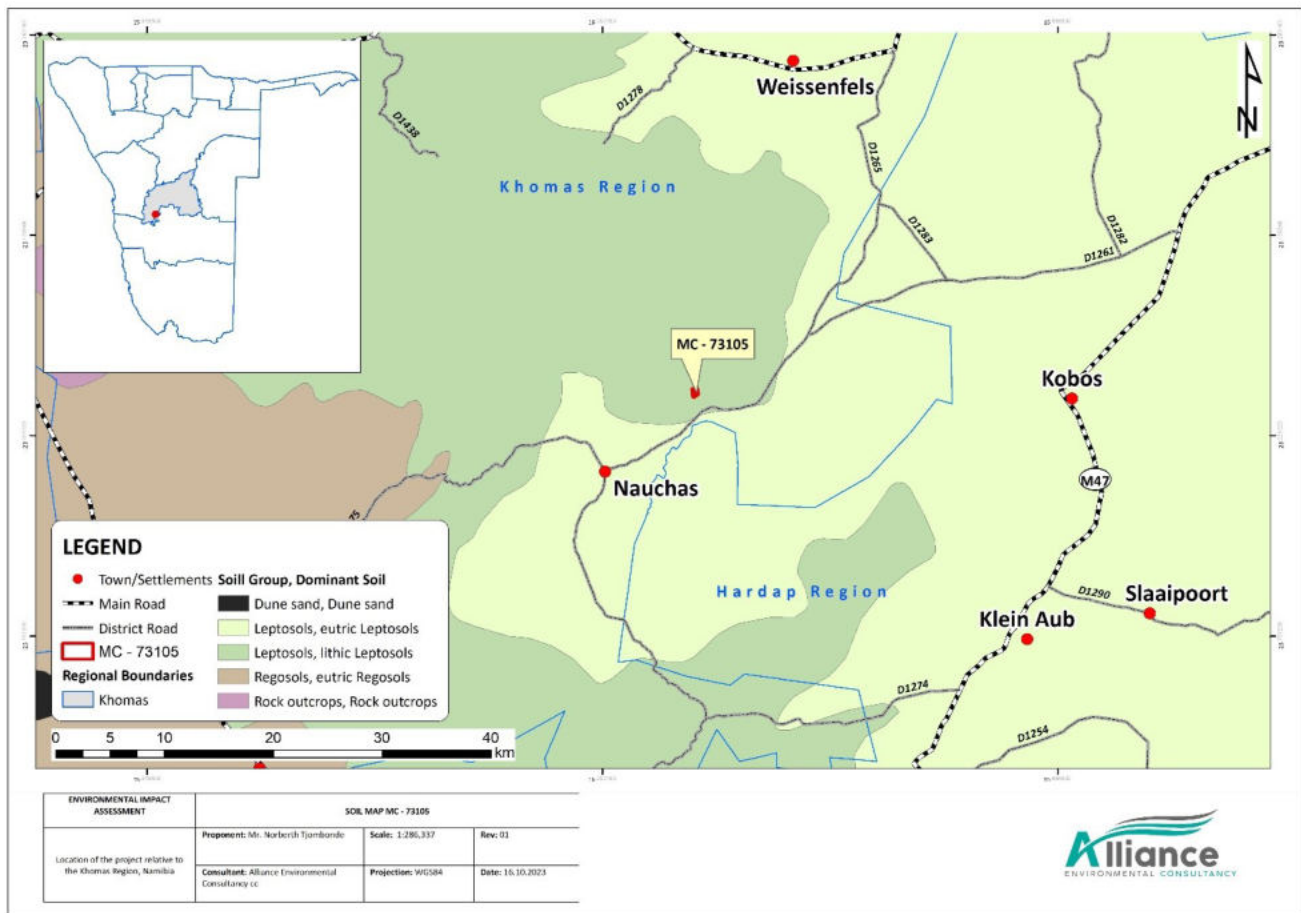 Weissenfels
D1278
D1438
D1265
Khomas Region
D1283
D1282
D1261
MC - 73105
Kobos
Nauchas
M47
75
Hardap Region
D1290
Slaaipoort
Klein Aub
D1274
D1254
N
LEGEND
Town/Settlements
Main Road
District Road
MC - 73105
Regional Boundaries
Khomas
Soill Group, Dominant Soil
Dune sand, Dune sand
Leptosols, eutric Leptosols
Leptosols, lithic Leptosols
Regosols, eutric Regosols
Rock outcrops, Rock outcrops
0 10 20 30 40
km
ENVIRONMENTAL IMPACT
ASSESSMENT
Location of the project relative to
the Khomas Region, Namibia
SOIL MAP MC - 73105
Proponent: Mr. Norberth Tjombonde
Scale: 1:286,337
Rev: 01
Consultant: Alliance Environmental
Consultancy cc
Projection: WGS84
Date: 16.10.2023
Alliance
ENVIRONMENTAL CONSULTANCY